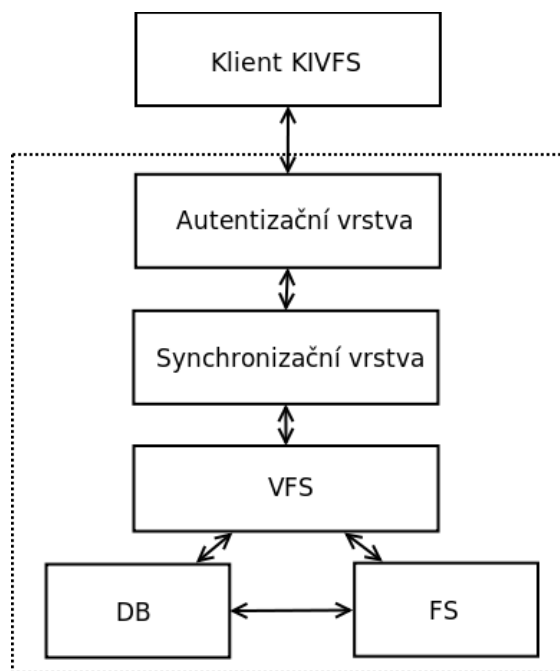 Klient KIVFS
Autentizační vrstva
Synchronizační vrstva
VFS
DB
FS